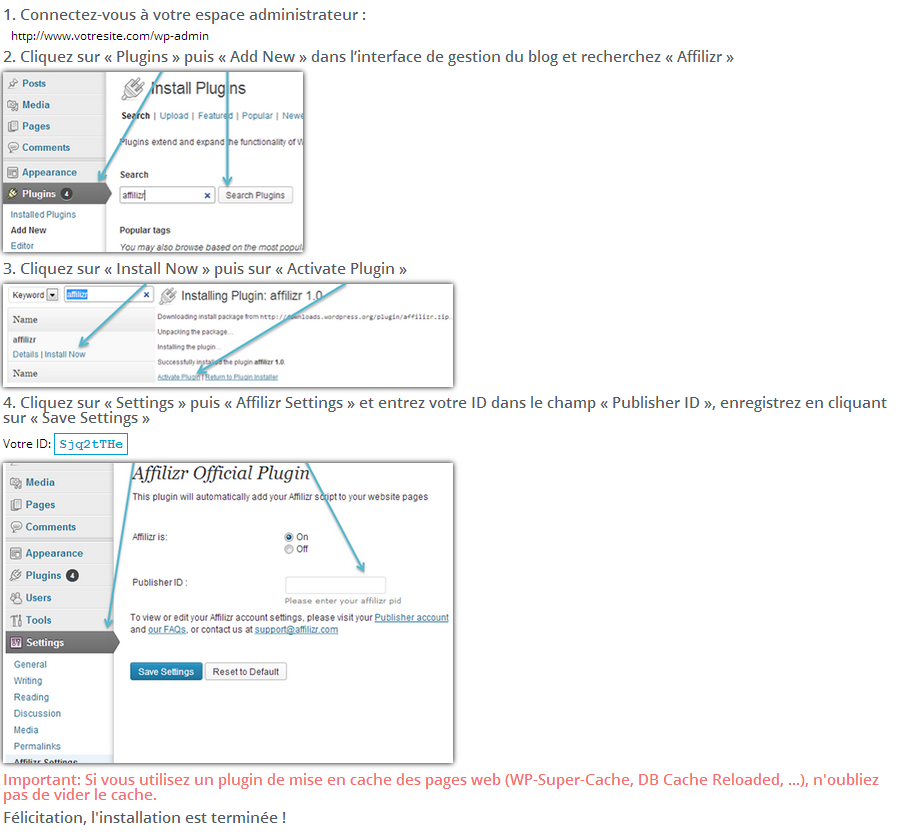 1. Connectez-vous à votre espace administrateur :
http://www.votresite.com/wp-admin
2. Cliquez sur « Plugins » puis « Add New » dans l’interface de gestion du blog et recherchez « Affilizr »
Posts
Media
Pages
Comments
Appearance
Plugins 4
Installed Plugins
Add New
Editor
Install Plugins
Search | Upload | Featured | Popular | Newe
Plugins extend and expand the functionality of W
Search
affilizr × Search Plugins
Popular tags
You may also browse based on the most popul
3. Cliquez sur « Install Now » puis sur « Activate Plugin »
Keyword affilizr ×
Name
affilizr
Details | Install Now
Name
Installing Plugin: affilizr 1.0
Downloading install package from http://downloads.wordpress.org/plugin/affilizr.zip.
Unpacking the package...
Installing the plugin...
Successfully installed the plugin affilizr 1.0.
Activate Plugin | Return to Plugin Installer
4. Cliquez sur « Settings » puis « Affilizr Settings » et entrez votre ID dans le champ « Publisher ID », enregistrez en cliquant
sur « Save Settings »
Votre ID: Sjq2tTHe
Media
Pages
Comments
Appearance
Plugins 4
Users
Tools
Settings
General
Writing
Reading
Discussion
Media
Permalinks
Affilizr Settings
Affilizr Official Plugin
This plugin will automatically add your Affilizr script to your website pages
Affilizr is: On
Off
Publisher ID :
Please enter your affilizr pid
To view or edit your Affilizr account settings, please visit your Publisher account
and our FAQs, or contact us at support@affilizr.com
Save Settings Reset to Default
Important: Si vous utilisez un plugin de mise en cache des pages web (WP-Super-Cache, DB Cache Reloaded, ...), n'oubliez
pas de vider le cache.
Félicitation, l'installation est terminée !